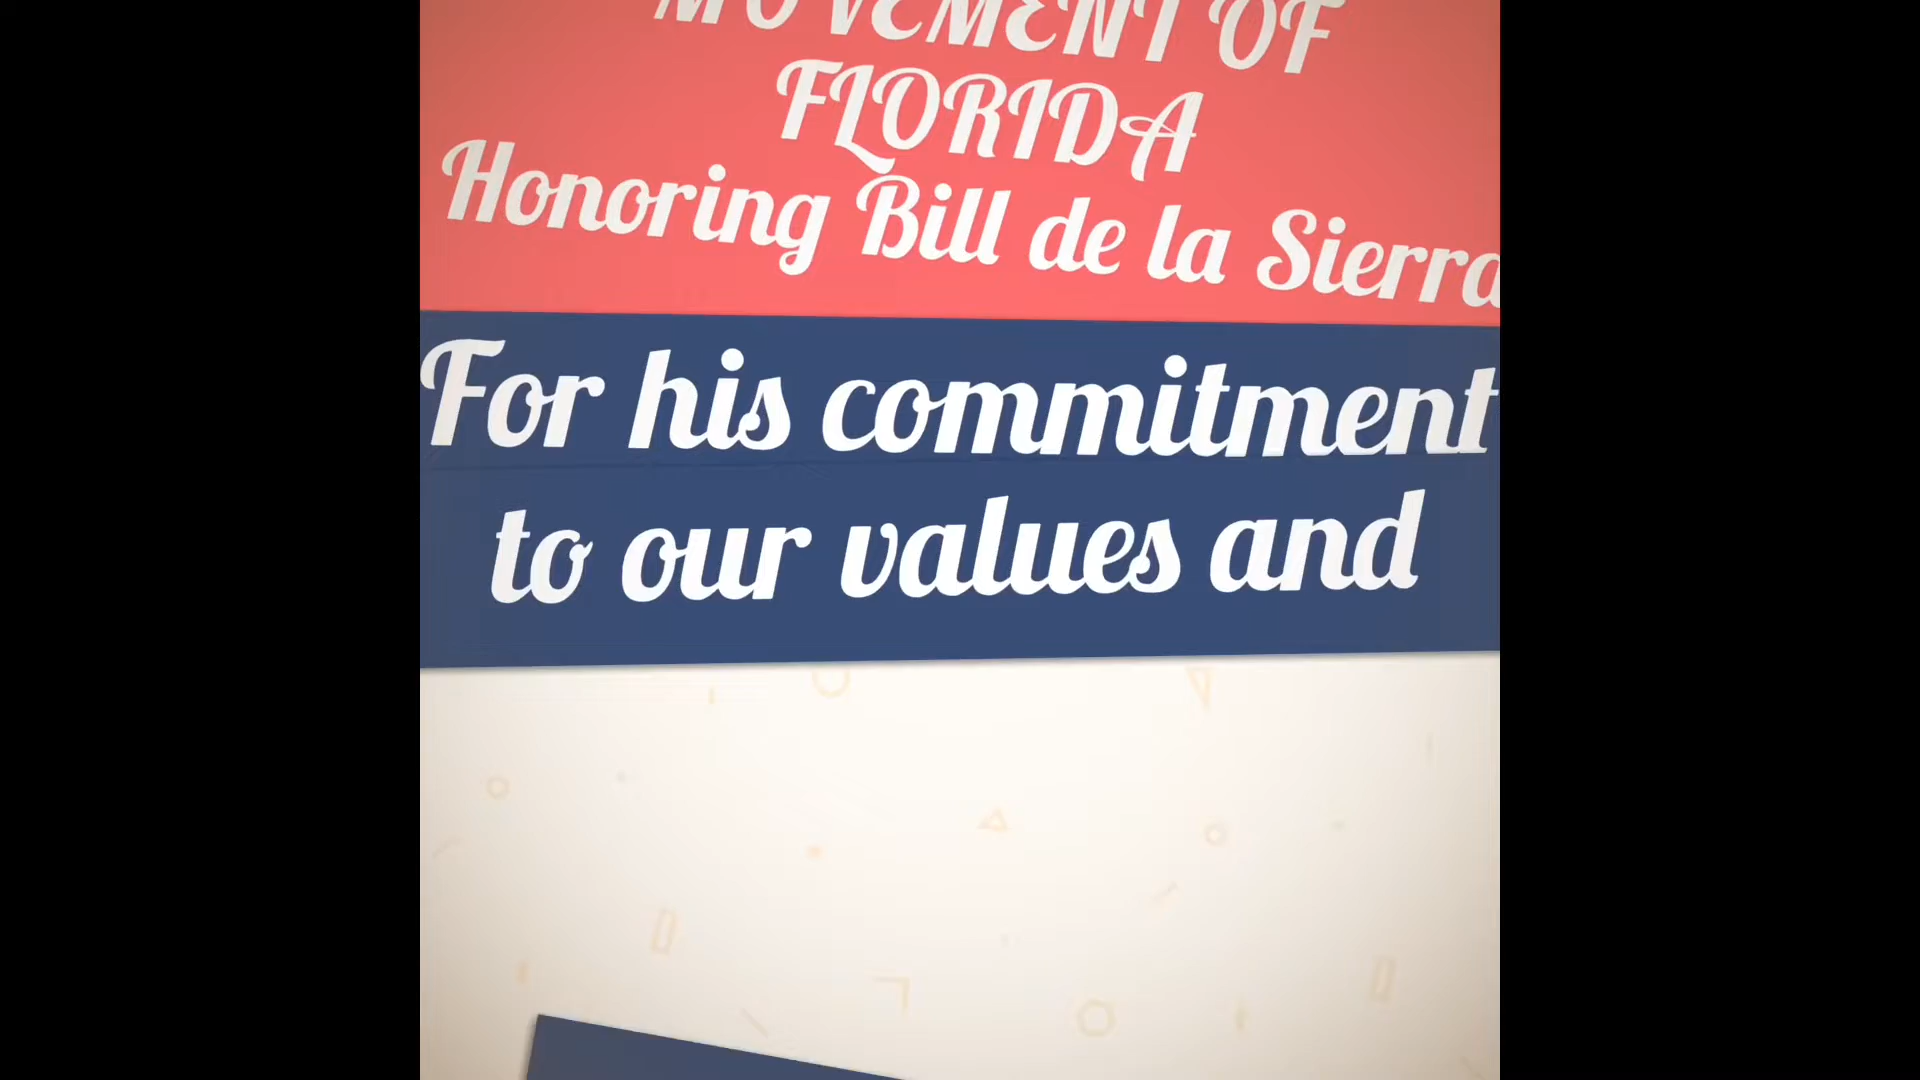 MOVEMENT OF
FLORIDA
Honoring Bill de la Sierra
For his commitment
to our values and